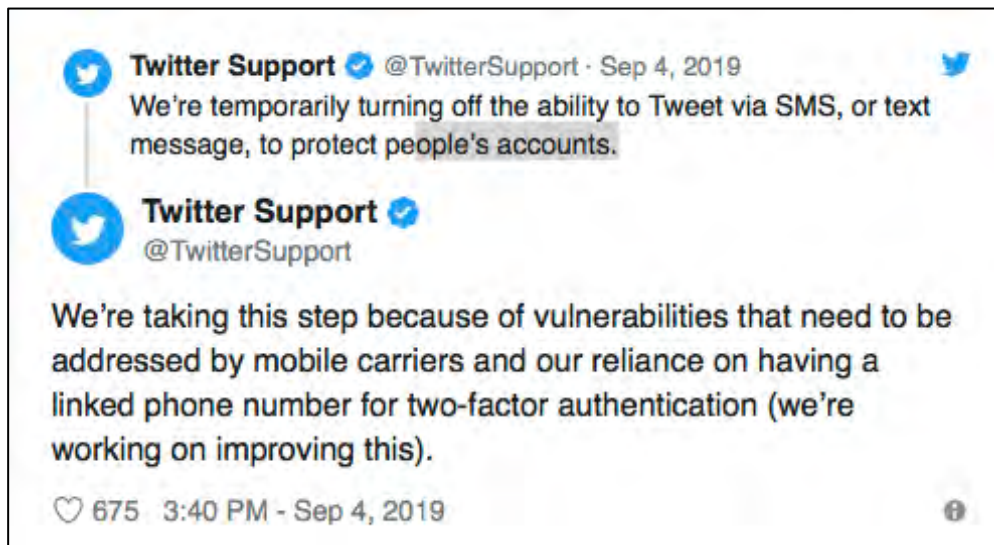 Twitter Support @TwitterSupport · Sep 4, 2019
We're temporarily turning off the ability to Tweet via SMS, or text
message, to protect people's accounts.
Twitter Support
@TwitterSupport
We're taking this step because of vulnerabilities that need to be
addressed by mobile carriers and our reliance on having a
linked phone number for two-factor authentication (we're
working on improving this).
675 3:40 PM - Sep 4, 2019